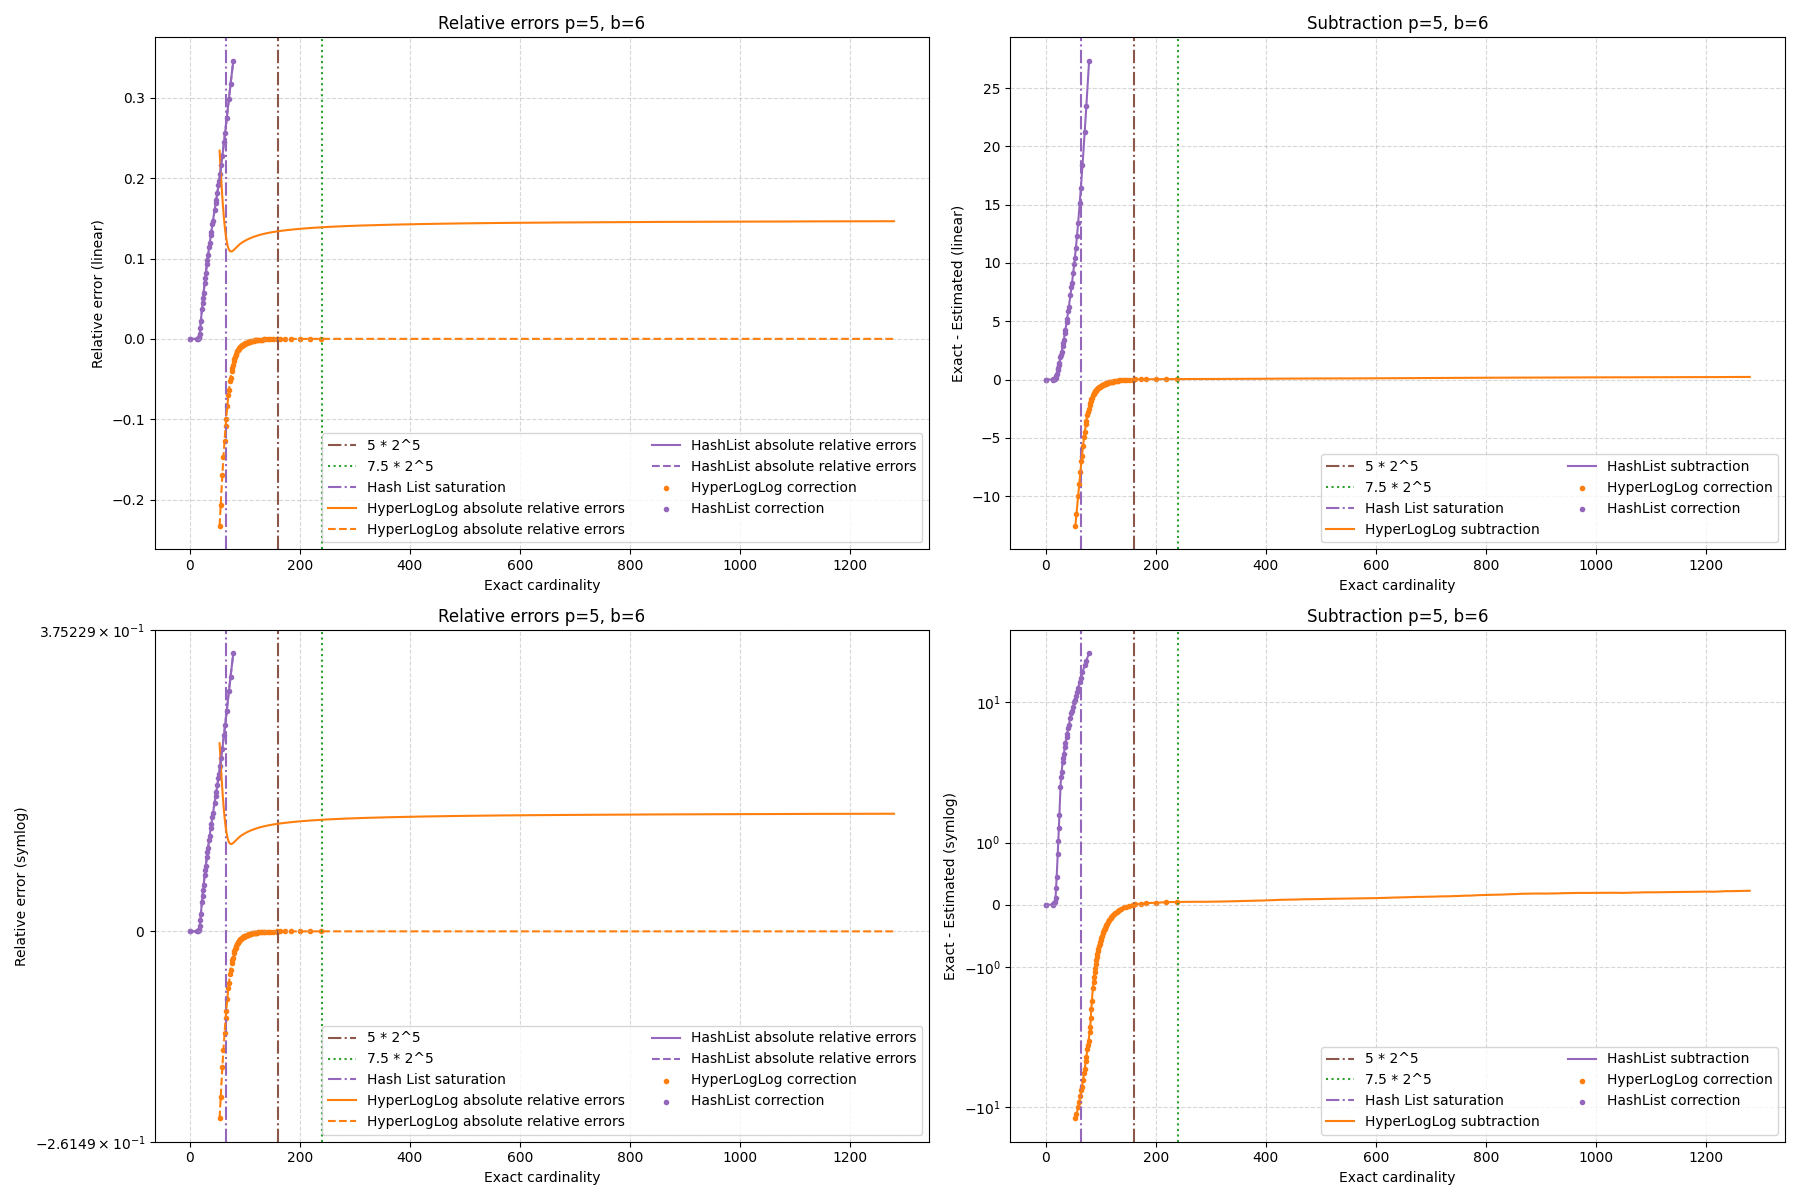 Relative errors p=5, b=6
Relative error (linear)
0.3
0.2
0.1
0.0
−0.1
−0.2
0 200 400 600 800 1000 1200
Exact cardinality
5 * 2^5
7.5 * 2^5
Hash List saturation
HyperLogLog absolute relative errors
HyperLogLog absolute relative errors
HashList absolute relative errors
HashList absolute relative errors
HyperLogLog correction
HashList correction
Subtraction p=5, b=6
Exact - Estimated (linear)
25
20
15
10
5
0
−5
−10
0 200 400 600 800 1000 1200
Exact cardinality
5 * 2^5
7.5 * 2^5
Hash List saturation
HyperLogLog subtraction
HashList subtraction
HyperLogLog correction
HashList correction
Relative errors p=5, b=6
Relative error (symlog)
3.75229 × 10⁻¹
0
−2.6149 × 10⁻¹
0 200 400 600 800 1000 1200
Exact cardinality
5 * 2^5
7.5 * 2^5
Hash List saturation
HyperLogLog absolute relative errors
HyperLogLog absolute relative errors
HashList absolute relative errors
HashList absolute relative errors
HyperLogLog correction
HashList correction
Subtraction p=5, b=6
Exact - Estimated (symlog)
10¹
10⁰
0
−10⁰
−10¹
0 200 400 600 800 1000 1200
Exact cardinality
5 * 2^5
7.5 * 2^5
Hash List saturation
HyperLogLog subtraction
HashList subtraction
HyperLogLog correction
HashList correction